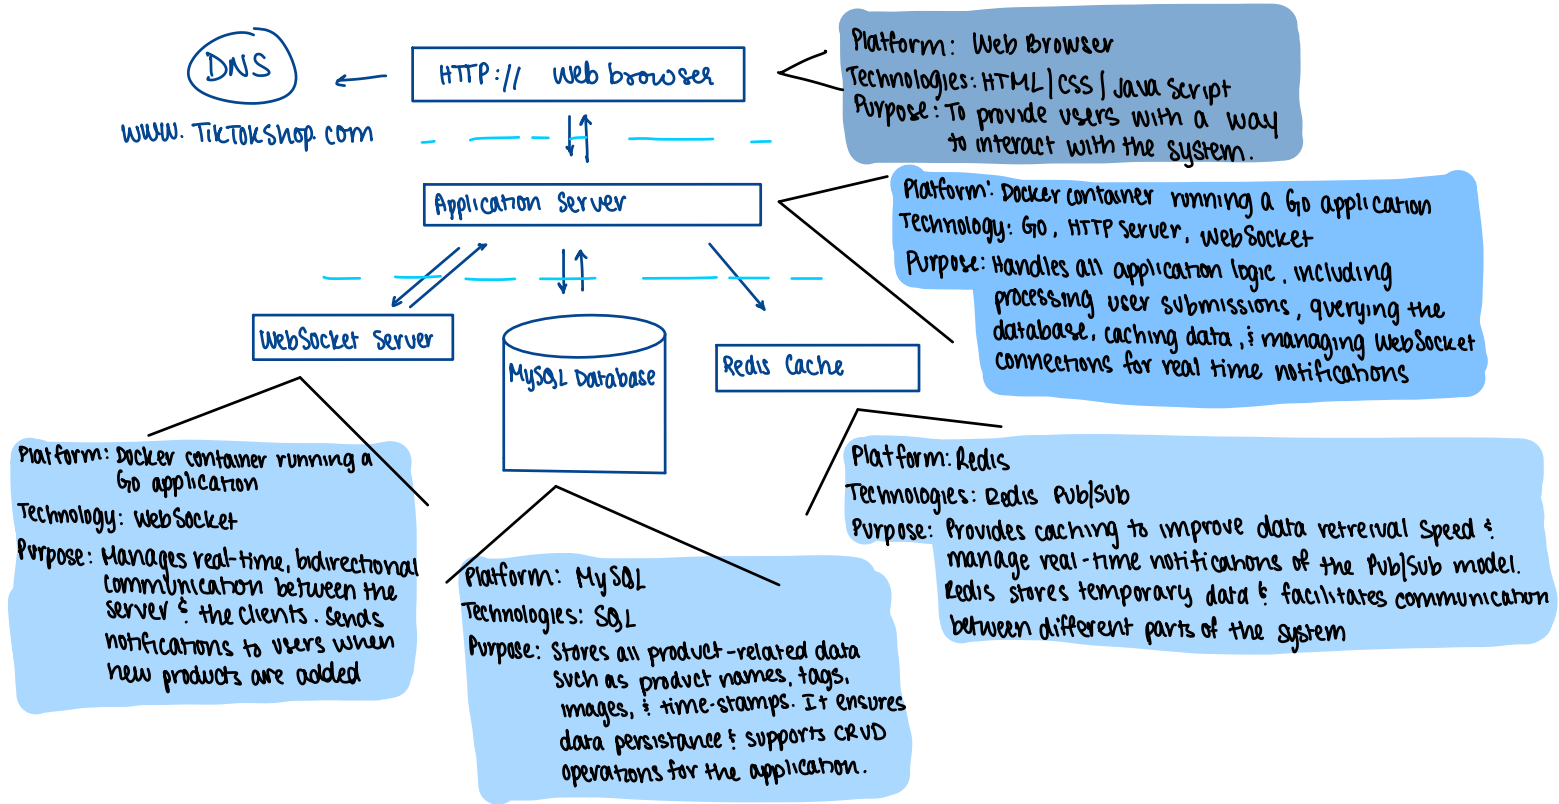 DNS
HTTP:// Web browser
www. TikTokshop.com
Platform: Web Browser
Technologies: HTML | CSS / Java Script
Purpose: To provide users with a way
to interact with the system.
Application Server
Platform: Docker container running a Go application
Technology: Go, HTTP Server, WebSocket
Purpose: Handles all application logic, including
processing user submissions, querying the
database, caching data, & managing WebSocket
connections for real time notifications
WebSocket Server
MySQL Database
Redis Cache
Platform: Docker container running a
Go application
Technology: WebSocket
Purpose: Manages real-time, bidirectional
communication between the
server & the clients. Sends
notifications to users when
new products are added
Platform: MySQL
Technologies: SQL
Purpose: Stores all product-related data
such as product names, tags,
images, & time-stamps. It ensures
data persistance & supports CRUD
operations for the application.
Platform: Redis
Technologies: Redis Pub/Sub
Purpose: Provides caching to improve data retreival speed &
manage real-time notifications of the Pub/Sub model.
Redis stores temporary data & facilitates communication
between different parts of the system